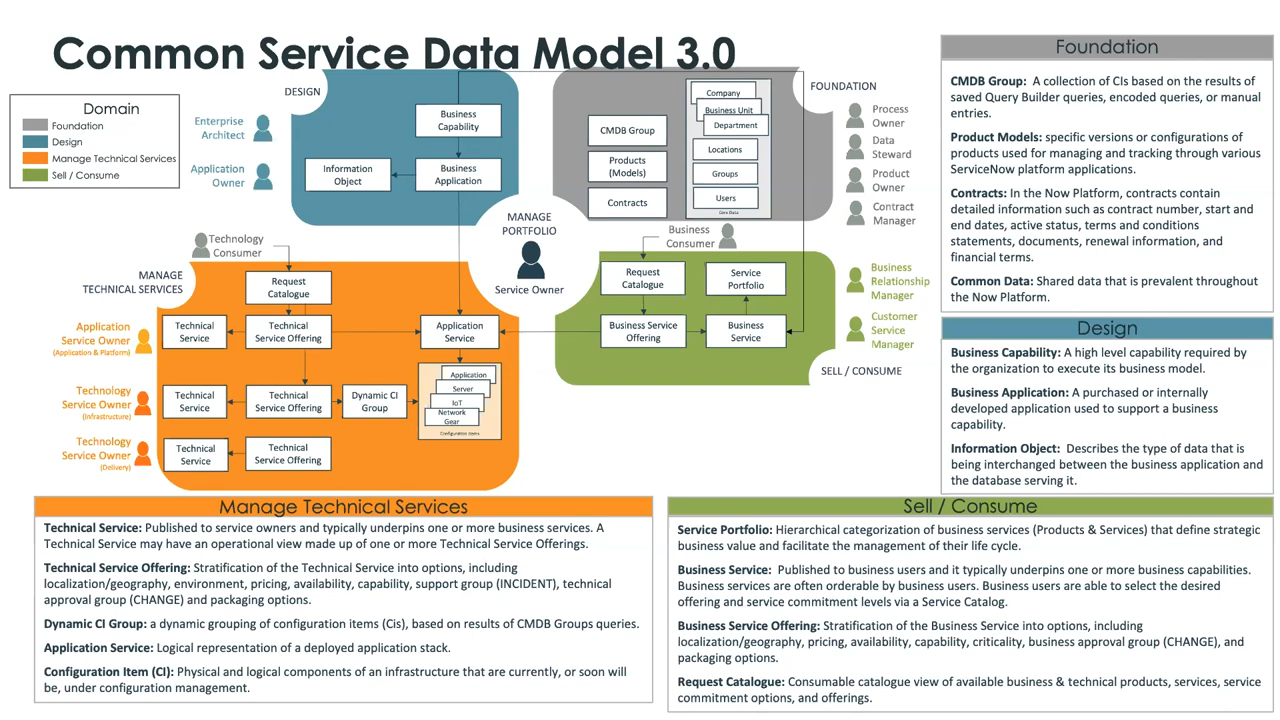 Common Service Data Model 3.0
Domain
Foundation
Design
Manage Technical Services
Sell / Consume
DESIGN
Enterprise
Architect
Application
Owner
Business
Capability
Information
Object
Business
Application
FOUNDATION
CMDB Group
Products
(Models)
Contracts
Company
Business Unit
Department
Locations
Groups
Users
Core Data
Process
Owner
Data
Steward
Product
Owner
Contract
Manager
MANAGE
PORTFOLIO
Service Owner
Technology
Consumer
MANAGE
TECHNICAL SERVICES
Request
Catalogue
Application
Service Owner
(Application & Platform)
Technical
Service
Technical
Service Offering
Application
Service
Technology
Service Owner
(Infrastructure)
Technical
Service
Technical
Service Offering
Dynamic CI
Group
Application
Server
IoT
Network
Gear
Configuration Items
Technology
Service Owner
(Delivery)
Technical
Service
Technical
Service Offering
Business
Consumer
Request
Catalogue
Service
Portfolio
Business Service
Offering
Business
Service
Business
Relationship
Manager
Customer
Service
Manager
SELL / CONSUME
Foundation
CMDB Group: A collection of CIs based on the results of
saved Query Builder queries, encoded queries, or manual
entries.
Product Models: specific versions or configurations of
products used for managing and tracking through various
ServiceNow platform applications.
Contracts: In the Now Platform, contracts contain
detailed information such as contract number, start and
end dates, active status, terms and conditions
statements, documents, renewal information, and
financial terms.
Common Data: Shared data that is prevalent throughout
the Now Platform.
Design
Business Capability: A high level capability required by
the organization to execute its business model.
Business Application: A purchased or internally
developed application used to support a business
capability.
Information Object: Describes the type of data that is
being interchanged between the business application and
the database serving it.
Manage Technical Services
Technical Service: Published to service owners and typically underpins one or more business services. A
Technical Service may have an operational view made up of one or more Technical Service Offerings.
Technical Service Offering: Stratification of the Technical Service into options, including
localization/geography, environment, pricing, availability, capability, support group (INCIDENT), technical
approval group (CHANGE) and packaging options.
Dynamic CI Group: a dynamic grouping of configuration items (Cis), based on results of CMDB Groups queries.
Application Service: Logical representation of a deployed application stack.
Configuration Item (CI): Physical and logical components of an infrastructure that are currently, or soon will
be, under configuration management.
Sell / Consume
Service Portfolio: Hierarchical categorization of business services (Products & Services) that define strategic
business value and facilitate the management of their life cycle.
Business Service: Published to business users and it typically underpins one or more business capabilities.
Business services are often orderable by business users. Business users are able to select the desired
offering and service commitment levels via a Service Catalog.
Business Service Offering: Stratification of the Business Service into options, including
localization/geography, pricing, availability, capability, criticality, business approval group (CHANGE), and
packaging options.
Request Catalogue: Consumable catalogue view of available business & technical products, services, service
commitment options, and offerings.